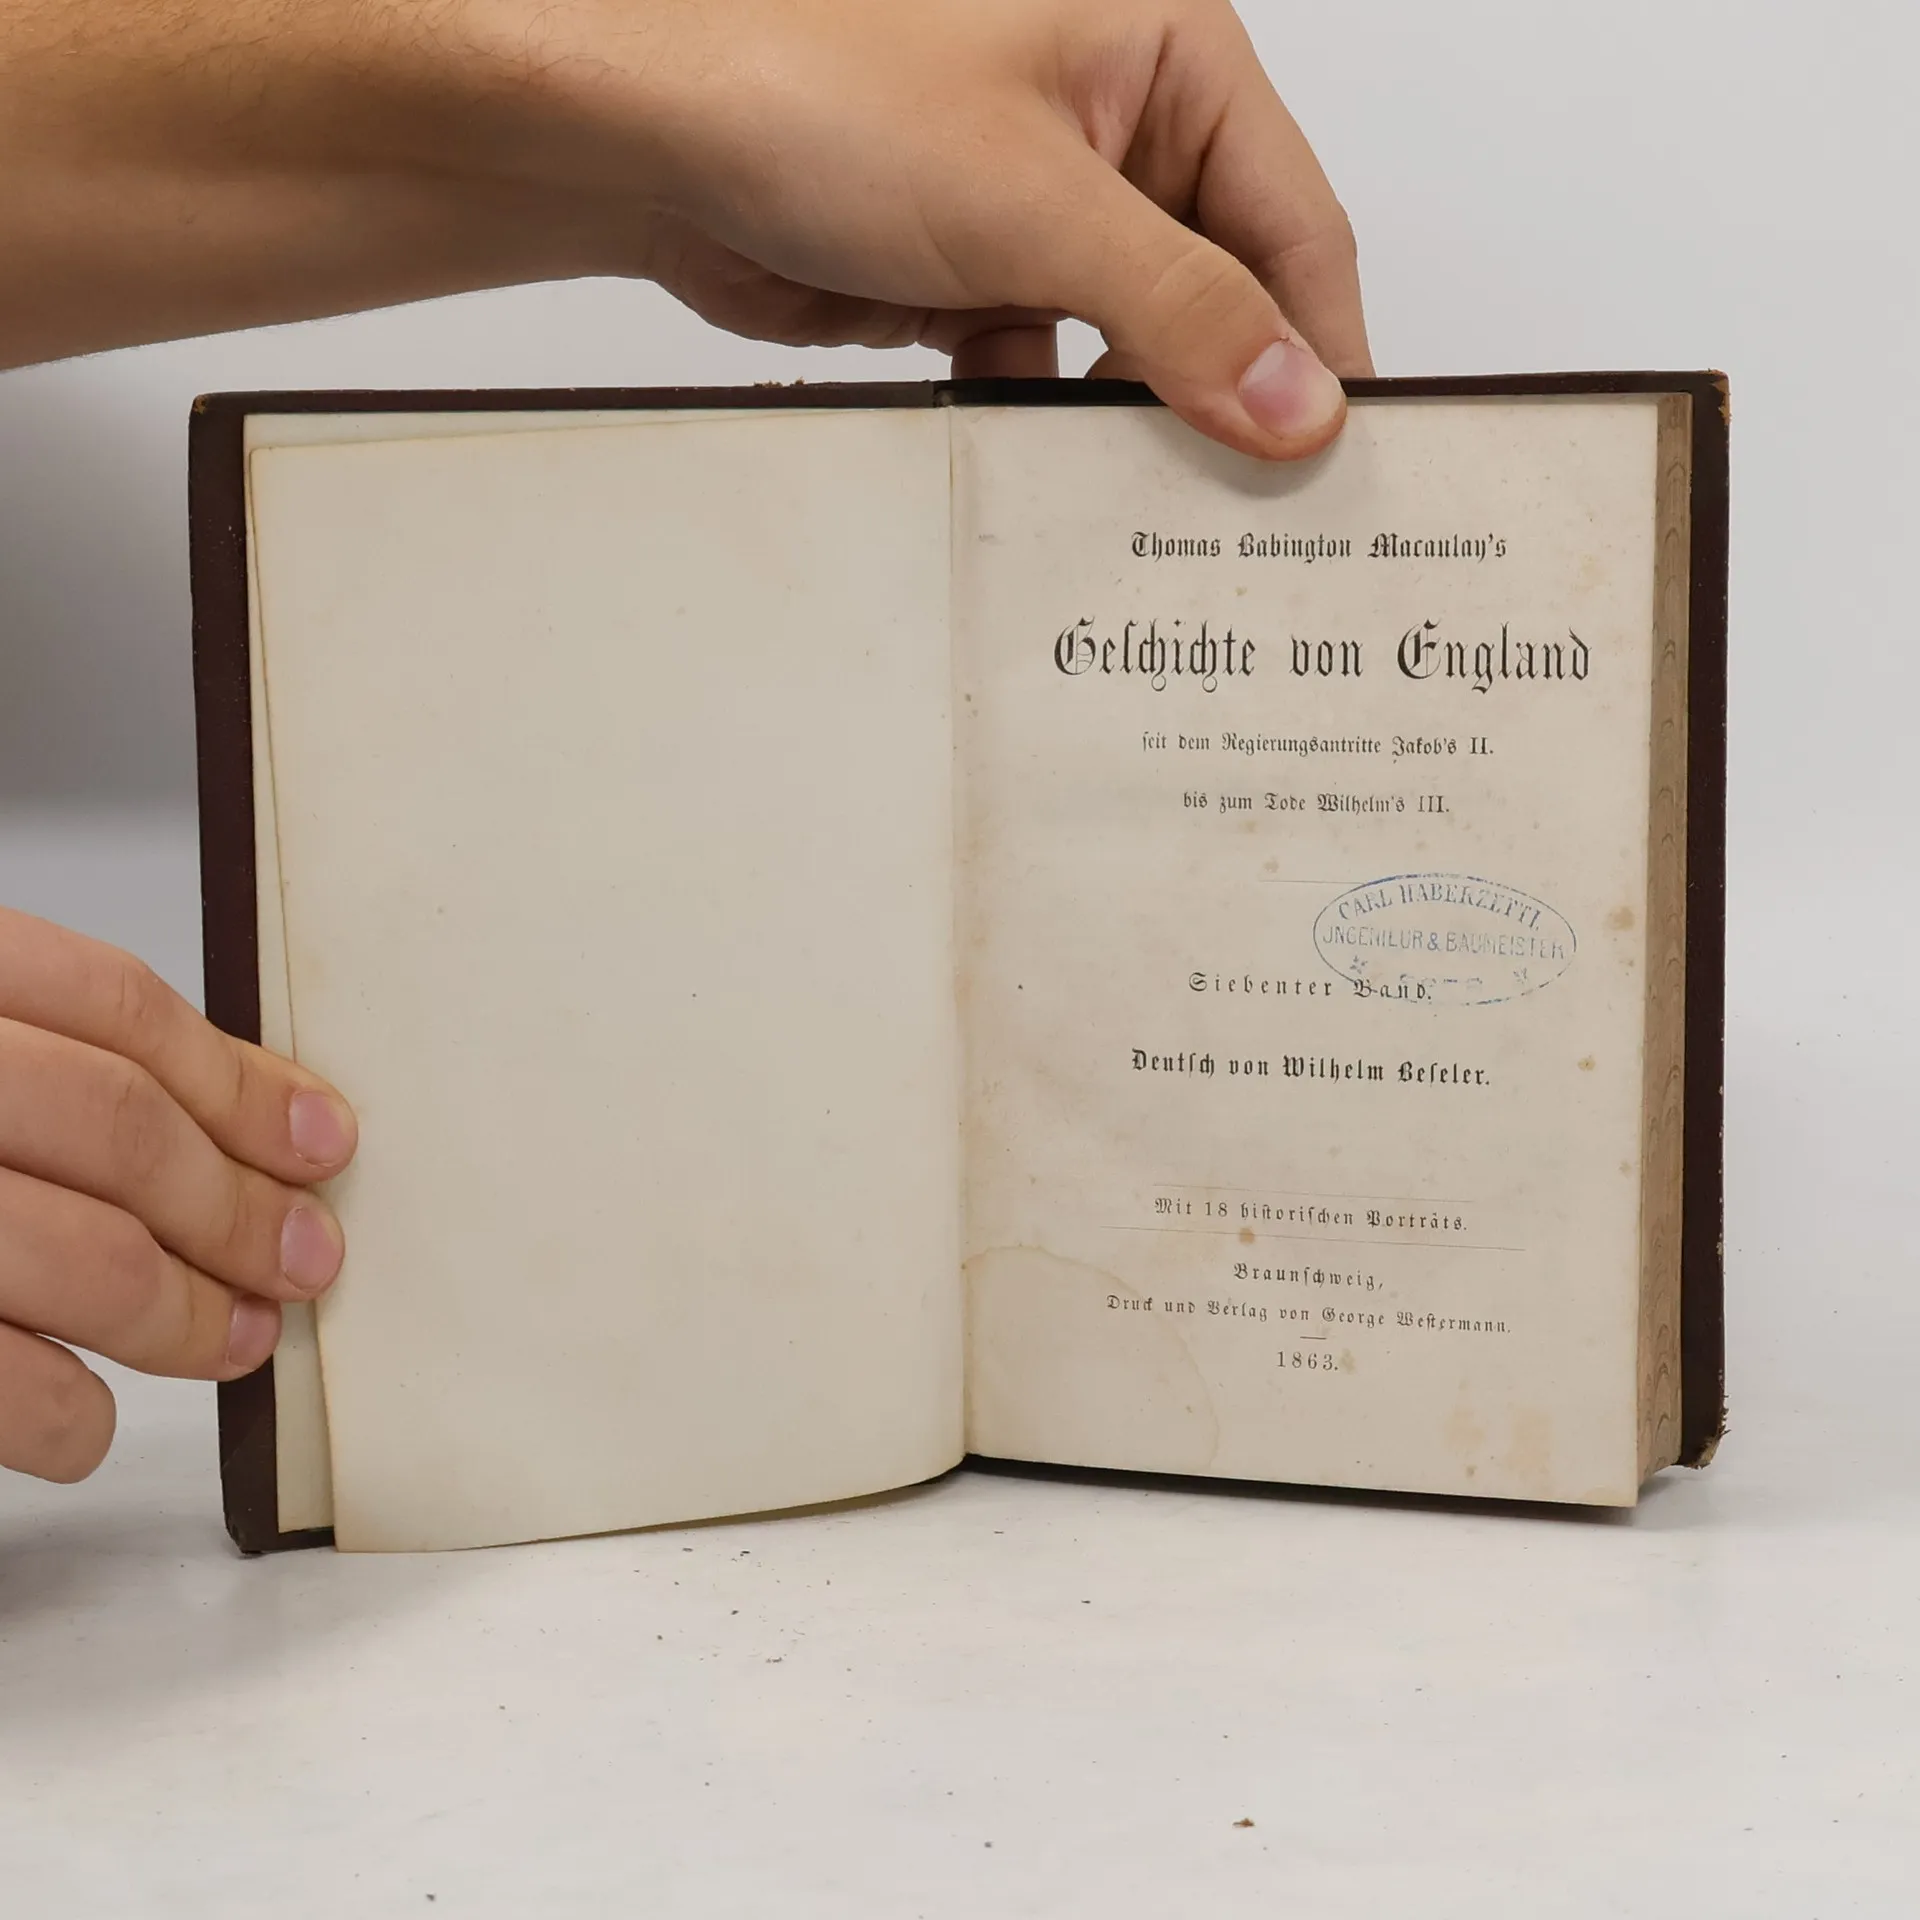 Thomas Babington Macaulay's
Geſchichte von England
ſeit dem Regierungsantritte Jakob's II.
bis zum Tode Wilhelm's III.
CARL HABERZETTL
INGENIEUR & BAUMEISTER
Siebenter Band.
Deutſch von Wilhelm Beſeler.
Mit 18 hiſtoriſchen Porträts.
Braunſchweig,
Druck und Verlag von George Weſtermann.
1863.